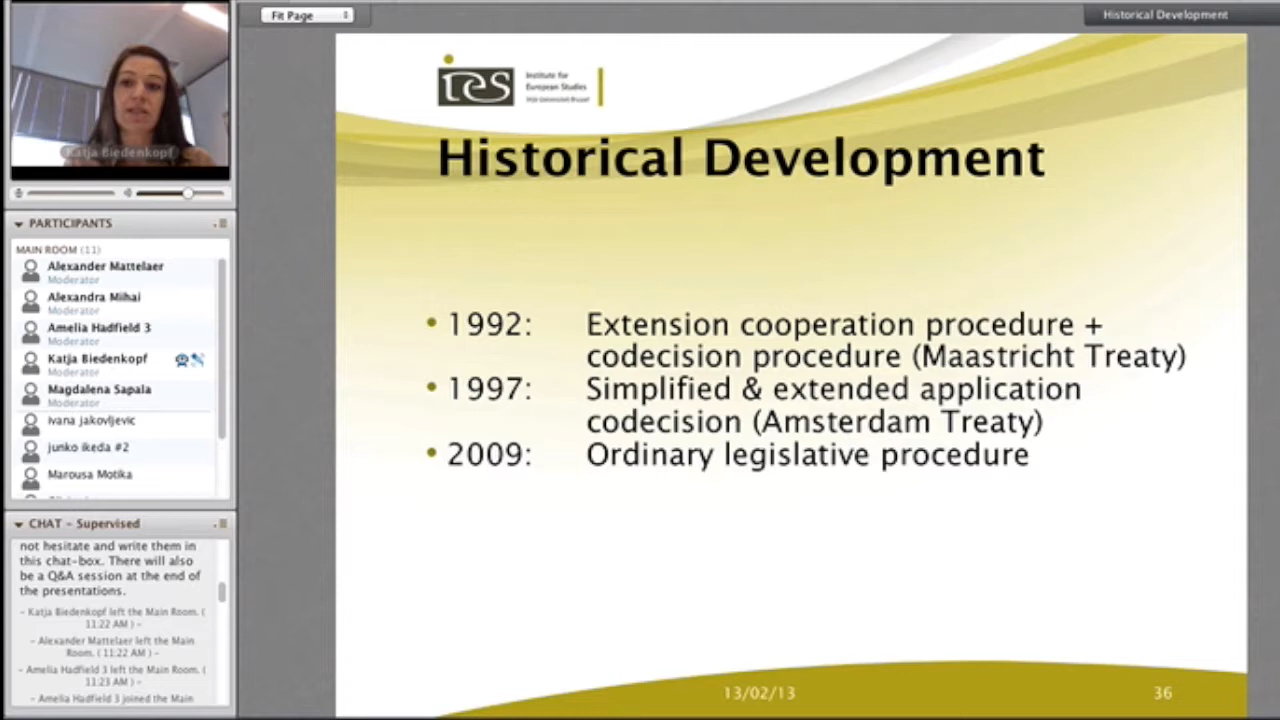 Fit Page
Historical Development
Katja Biedenkopf
PARTICIPANTS
MAIN ROOM (11)
Alexander Mattelaer
Moderator
Alexandra Mihai
Moderator
Amelia Hadfield 3
Moderator
Katja Biedenkopf
Moderator
Magdalena Sapala
Moderator
ivana jakovljevic
junko ikeda #2
Marousa Motika
CHAT - Supervised
not hesitate and write them in
this chat-box. There will also
be a Q&A session at the end of
the presentations.
- Katja Biedenkopf left the Main Room. (
11:22 AM ) -
- Alexander Mattelaer left the Main
Room. ( 11:22 AM ) -
- Amelia Hadfield 3 left the Main Room. (
11:23 AM ) -
- Amelia Hadfield 3 joined the Main
ies
Institute for
European Studies
Historical Development
• 1992: Extension cooperation procedure +
codecision procedure (Maastricht Treaty)
• 1997: Simplified & extended application
codecision (Amsterdam Treaty)
• 2009: Ordinary legislative procedure
13/02/13
36